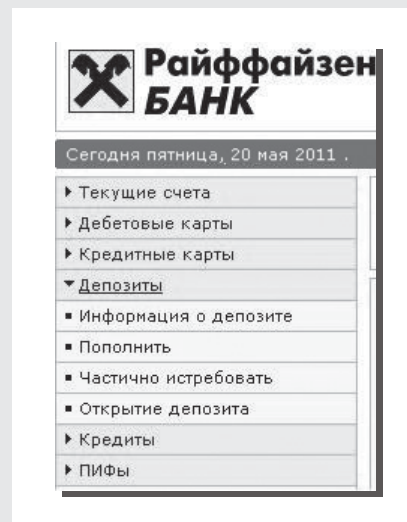 Райффайзен
БАНК
Сегодня пятница, 20 мая 2011 .
Текущие счета
Дебетовые карты
Кредитные карты
Депозиты
Информация о депозите
Пополнить
Частично истребовать
Открытие депозита
Кредиты
ПИФы